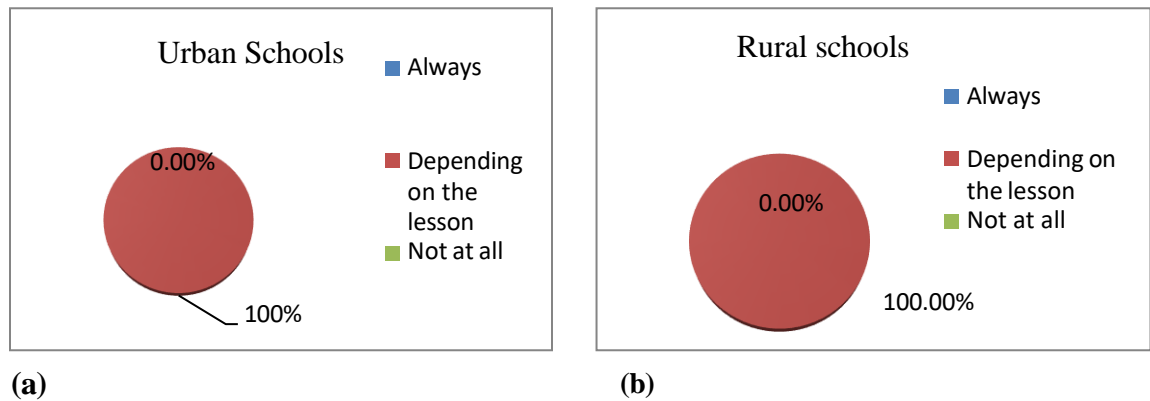 Urban Schools
Always
0.00%
Depending
on the
lesson
Not at all
100%
(a)
Rural schools
Always
Depending on
the lesson
0.00%
Not at all
100.00%
(b)